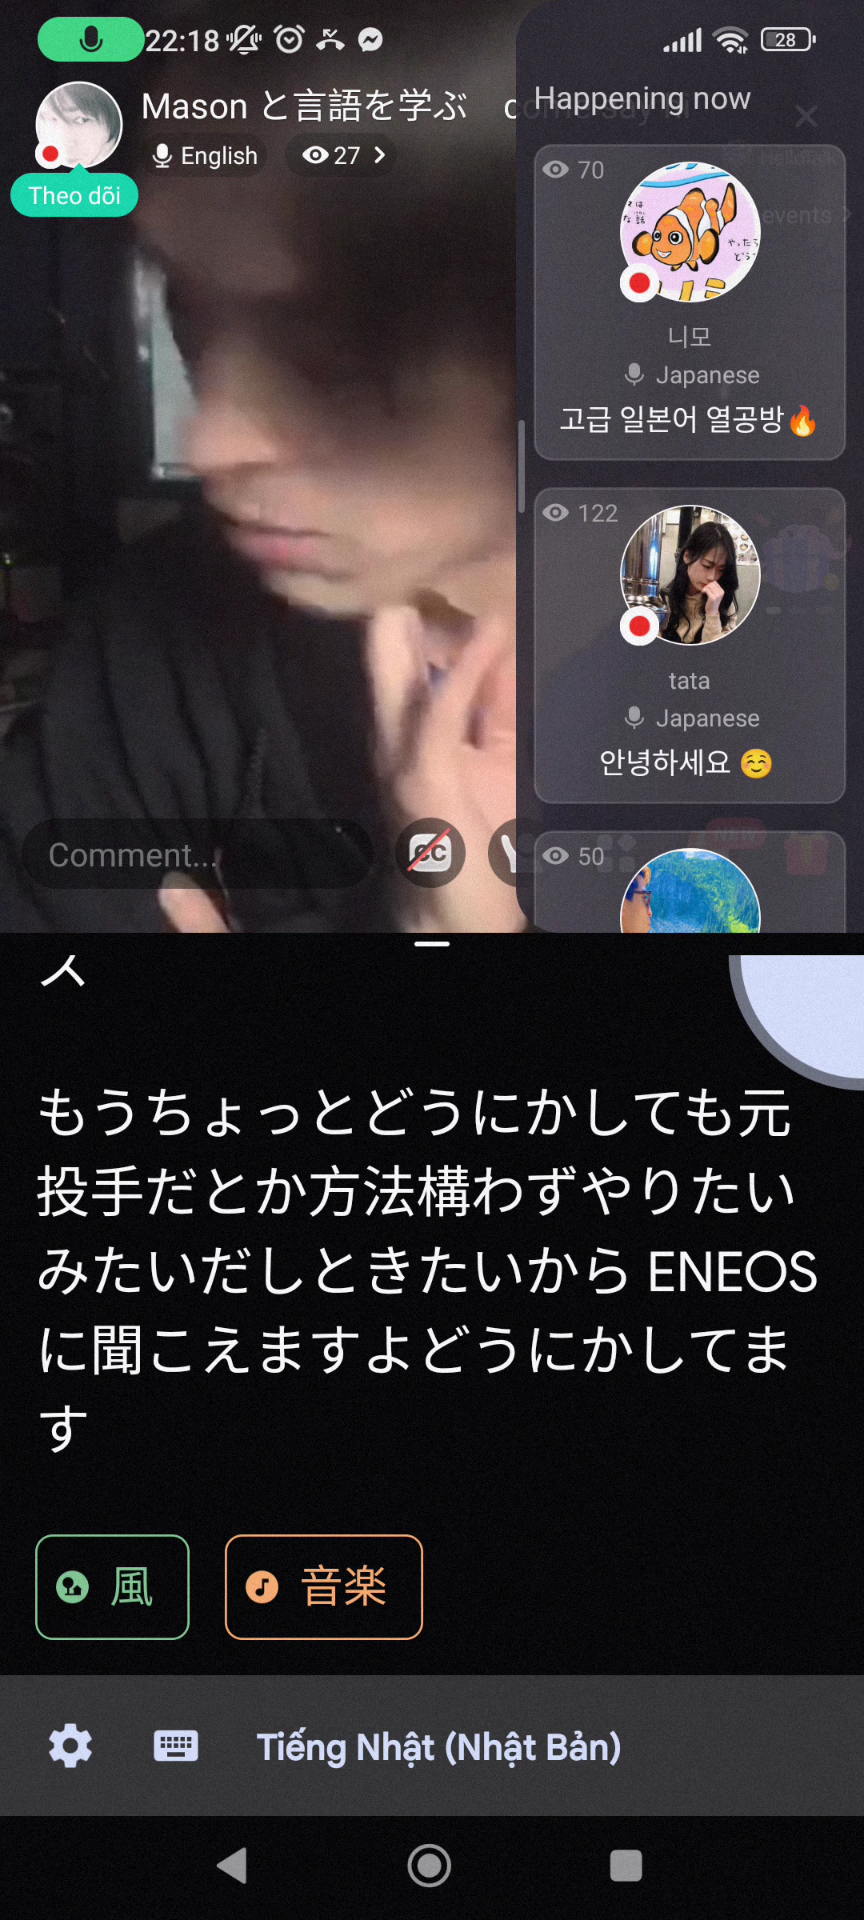 22:18
28
Mason と言語を学ぶ
English
27
Theo dõi
Happening now
events
70
니모
Japanese
고급 일본어 열공방🔥
122
tata
Japanese
안녕하세요 ☺️
50
Comment...
CC
もうちょっとどうにかしても元
投手だとか方法構わずやりたい
みたいだしときたいから ENEOS
に聞こえますよどうにかしてま
す
風
音楽
Tiếng Nhật (Nhật Bản)